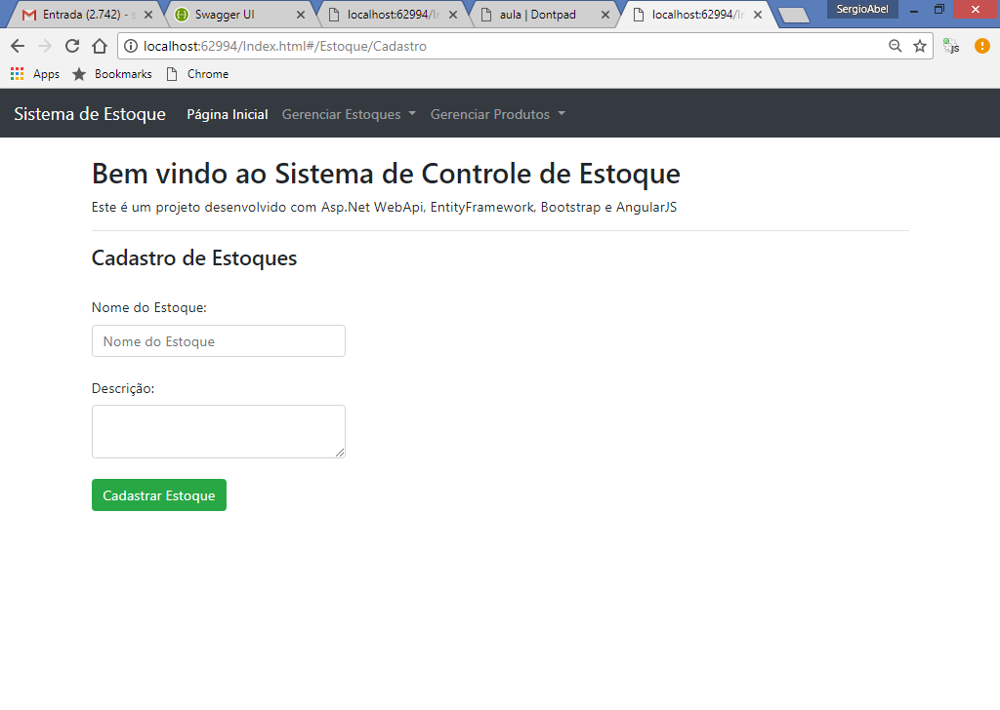 Entrada (2.742) - s
Swagger UI
localhost:62994/In
aula | Dontpad
localhost:62994/In
SergioAbel
localhost:62994/Index.html#/Estoque/Cadastro
js
Apps
Bookmarks
Chrome
Sistema de Estoque
Página Inicial
Gerenciar Estoques
Gerenciar Produtos
Bem vindo ao Sistema de Controle de Estoque
Este é um projeto desenvolvido com Asp.Net WebApi, EntityFramework, Bootstrap e AngularJS
Cadastro de Estoques
Nome do Estoque:
Nome do Estoque
Descrição:
Cadastrar Estoque